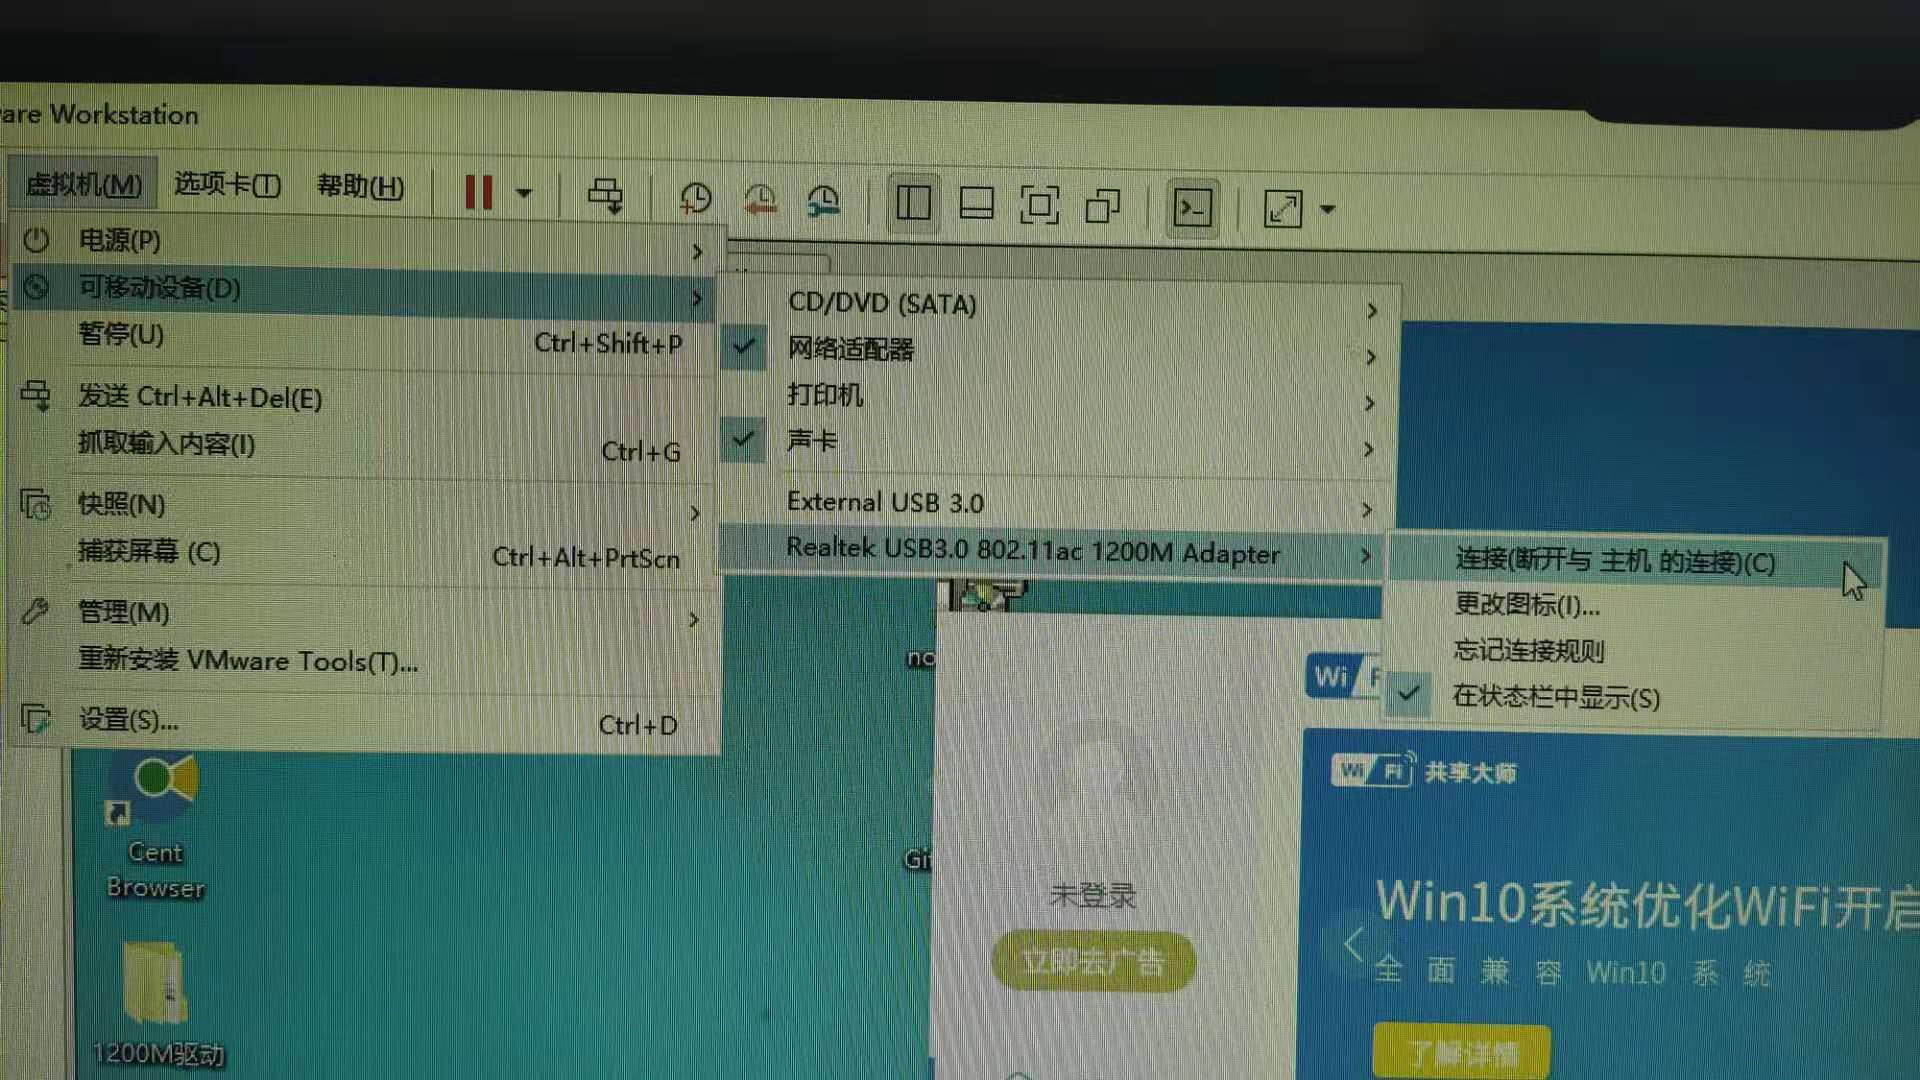 are Workstation
虚拟机(M) 选项卡(T) 帮助(H)
电源(P)
可移动设备(D)
暂停(U) Ctrl+Shift+P
发送 Ctrl+Alt+Del(E)
抓取输入内容(I) Ctrl+G
快照(N)
捕获屏幕 (C) Ctrl+Alt+PrtScn
管理(M)
重新安装 VMware Tools(T)...
设置(S)... Ctrl+D
CD/DVD (SATA)
网络适配器
打印机
声卡
External USB 3.0
Realtek USB3.0 802.11ac 1200M Adapter
连接(断开与 主机 的连接)(C)
更改图标(I)...
忘记连接规则
在状态栏中显示(S)
no
Wi F
Wi Fi 共享大师
Cent
Browser
Git
未登录
立即去广告
Win10系统优化WiFi开启
全面兼容 Win10 系统
了解详情
1200M驱动